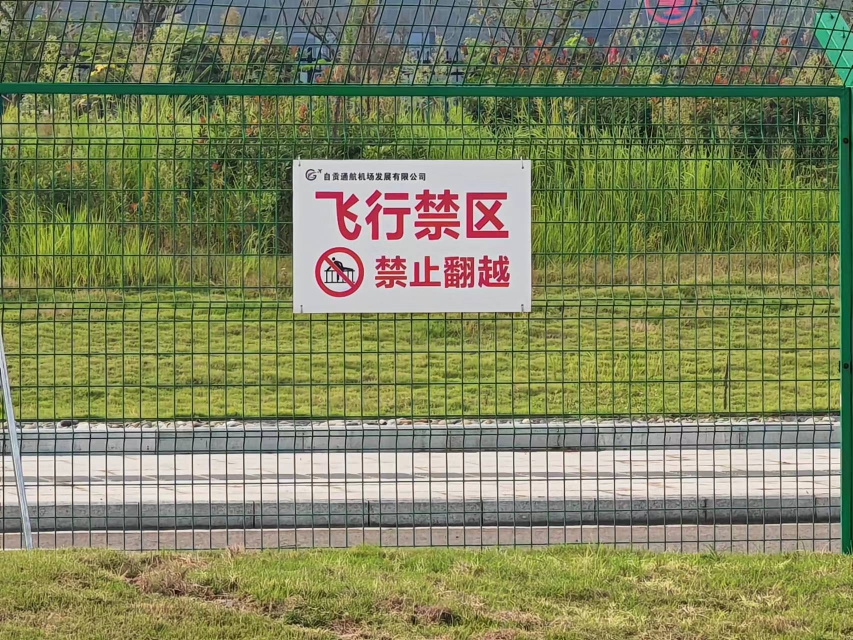 自贡通航机场发展有限公司
飞行禁区
禁止翻越